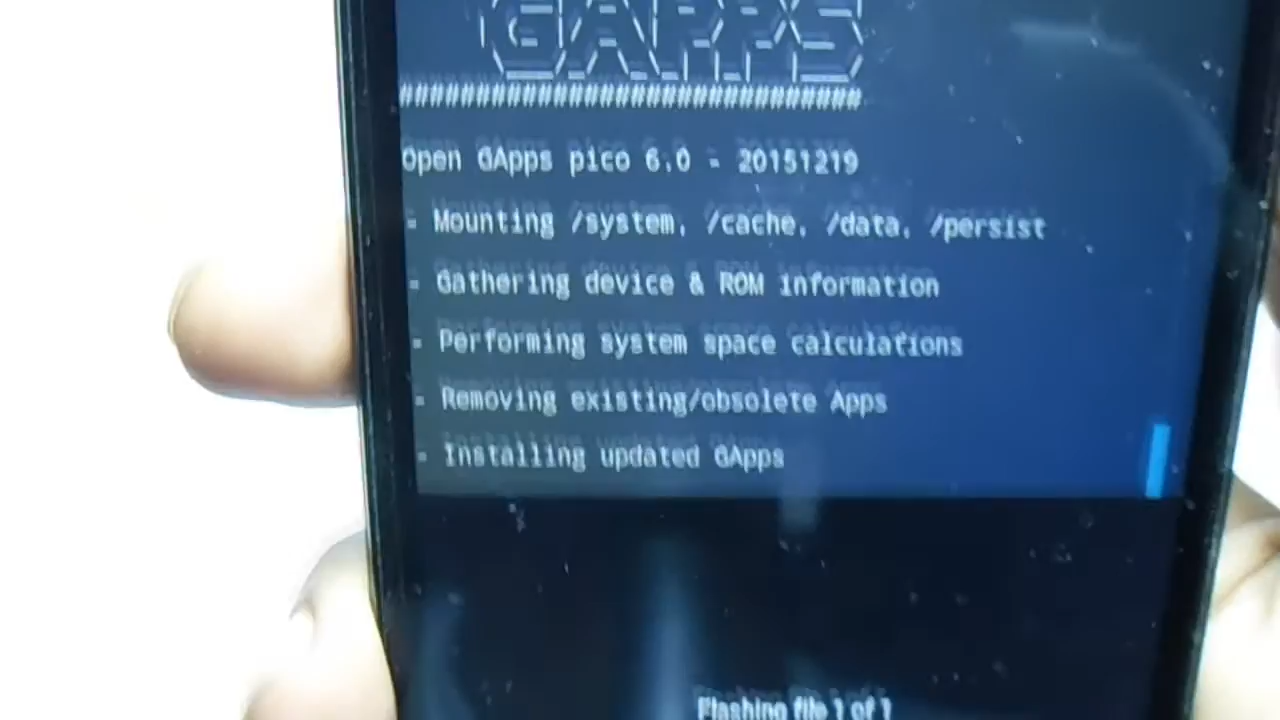 GAPPS
############################
Open GApps pico 6.0 - 20151219
- Mounting /system, /cache, /data, /persist
- Gathering device & ROM information
- Performing system space calculations
- Removing existing/obsolete Apps
- Installing updated GApps
Flashing file 1 of 1